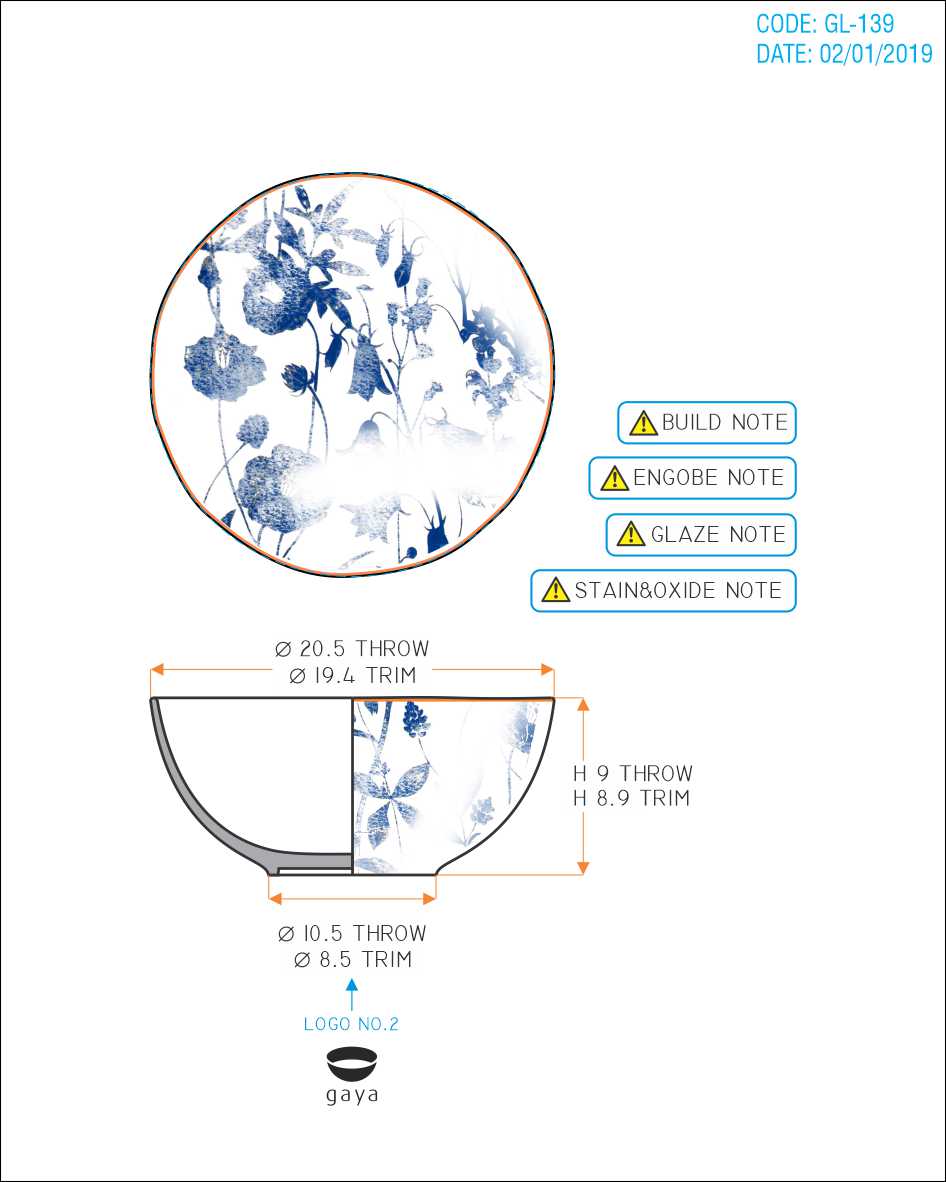 CODE: GL-139
DATE: 02/01/2019
BUILD NOTE
ENGOBE NOTE
GLAZE NOTE
STAIN&OXIDE NOTE
Ø 20.5 THROW
Ø 19.4 TRIM
H 9 THROW
H 8.9 TRIM
Ø 10.5 THROW
Ø 8.5 TRIM
LOGO NO.2
gaya